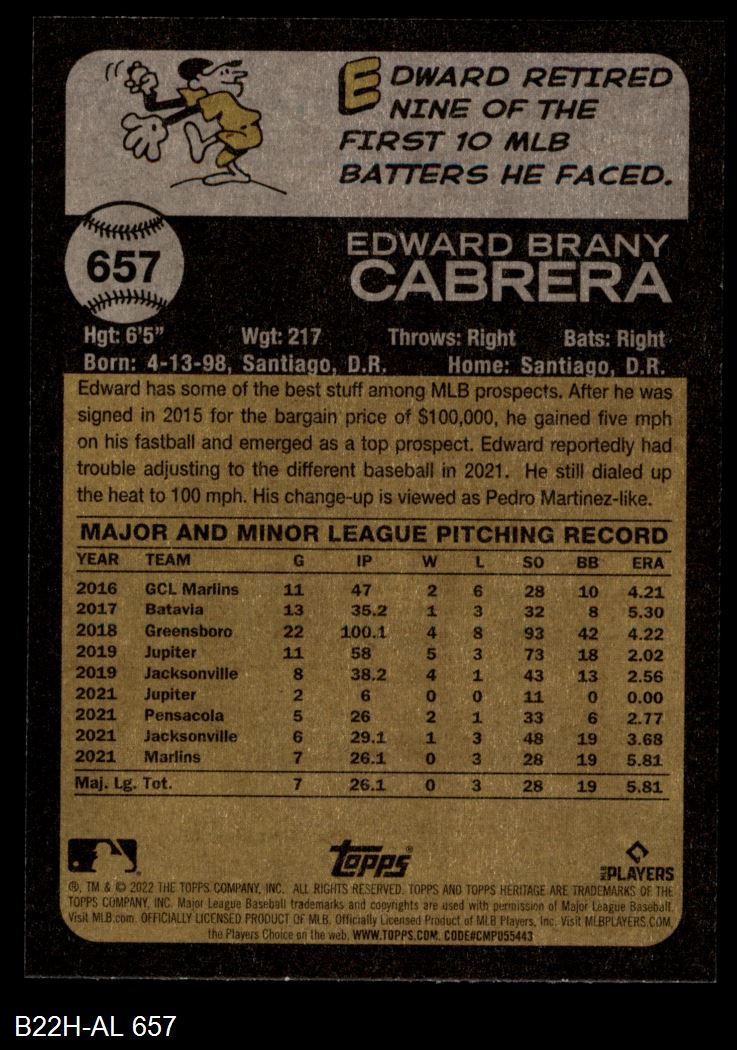 EDWARD RETIRED
NINE OF THE
FIRST 10 MLB
BATTERS HE FACED.
657
EDWARD BRANY
CABRERA
Hgt: 6'5" Wgt: 217 Throws: Right Bats: Right
Born: 4-13-98, Santiago, D.R. Home: Santiago, D.R.
Edward has some of the best stuff among MLB prospects. After he was
signed in 2015 for the bargain price of $100,000, he gained five mph
on his fastball and emerged as a top prospect. Edward reportedly had
trouble adjusting to the different baseball in 2021. He still dialed up
the heat to 100 mph. His change-up is viewed as Pedro Martinez-like.
MAJOR AND MINOR LEAGUE PITCHING RECORD
YEAR TEAM G IP W L SO BB ERA
2016 GCL Marlins 11 47 2 6 28 10 4.21
2017 Batavia 13 35.2 1 3 32 8 5.30
2018 Greensboro 22 100.1 4 8 93 42 4.22
2019 Jupiter 11 58 5 3 73 18 2.02
2019 Jacksonville 8 38.2 4 1 43 13 2.56
2021 Jupiter 2 6 0 0 11 0 0.00
2021 Pensacola 5 26 2 1 33 6 2.77
2021 Jacksonville 6 29.1 1 3 48 19 3.68
2021 Marlins 7 26.1 0 3 28 19 5.81
Maj. Lg. Tot. 7 26.1 0 3 28 19 5.81
Topps® PLAYERS
®, TM & © 2022 THE TOPPS COMPANY, INC. ALL RIGHTS RESERVED. TOPPS AND TOPPS HERITAGE ARE TRADEMARKS OF THE
TOPPS COMPANY, INC. Major League Baseball trademarks and copyrights are used with permission of Major League Baseball.
Visit MLB.com. OFFICIALLY LICENSED PRODUCT OF MLB. Officially Licensed Product of MLB Players, Inc. Visit MLBPLAYERS.COM,
the Players Choice on the web. WWW.TOPPS.COM. CODE#CMP055443
B22H-AL 657